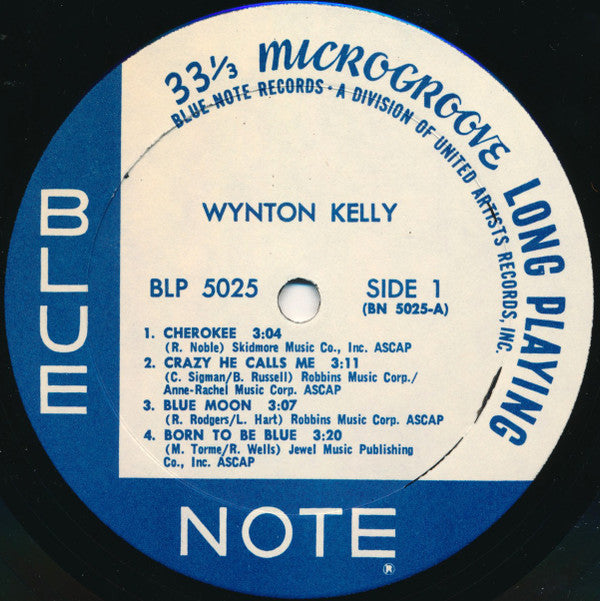 33⅓ MICROGROOVE LONG PLAYING
BLUE NOTE RECORDS • A DIVISION OF UNITED ARTISTS RECORDS, INC.
WYNTON KELLY
BLP 5025
SIDE 1
(BN 5025-A)
1. CHEROKEE 3:04
(R. Noble) Skidmore Music Co., Inc. ASCAP
2. CRAZY HE CALLS ME 3:11
(C. Sigman/B. Russell) Robbins Music Corp./
Anne-Rachel Music Corp. ASCAP
3. BLUE MOON 3:07
(R. Rodgers/L. Hart) Robbins Music Corp. ASCAP
4. BORN TO BE BLUE 3:20
(M. Torme/R. Wells) Jewel Music Publishing
Co., Inc. ASCAP
BLUE
NOTE
®